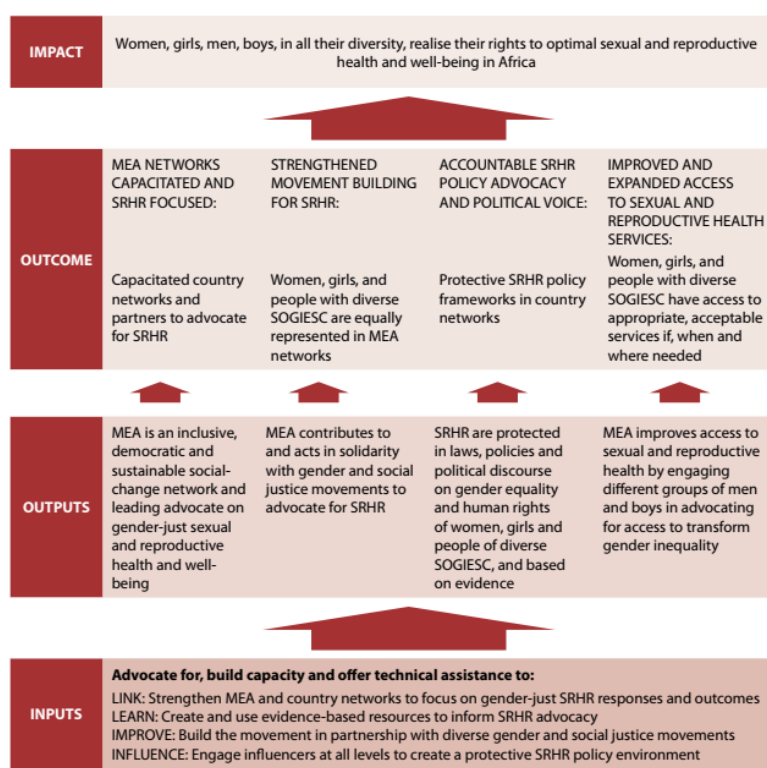 IMPACT
Women, girls, men, boys, in all their diversity, realise their rights to optimal sexual and reproductive
health and well-being in Africa
OUTCOME
MEA NETWORKS
CAPACITATED AND
SRHR FOCUSED:
Capacitated country
networks and
partners to advocate
for SRHR
STRENGTHENED
MOVEMENT BUILDING
FOR SRHR:
Women, girls, and
people with diverse
SOGIESC are equally
represented in MEA
networks
ACCOUNTABLE SRHR
POLICY ADVOCACY
AND POLITICAL VOICE:
Protective SRHR policy
frameworks in country
networks
IMPROVED AND
EXPANDED ACCESS
TO SEXUAL AND
REPRODUCTIVE HEALTH
SERVICES:
Women, girls, and
people with diverse
SOGIESC have access to
appropriate, acceptable
services if, when and
where needed
OUTPUTS
MEA is an inclusive,
democratic and
sustainable social-
change network and
leading advocate on
gender-just sexual
and reproductive
health and well-
being
MEA contributes to
and acts in solidarity
with gender and social
justice movements to
advocate for SRHR
SRHR are protected
in laws, policies and
political discourse
on gender equality
and human rights
of women, girls and
people of diverse
SOGIESC, and based
on evidence
MEA improves access to
sexual and reproductive
health by engaging
different groups of men
and boys in advocating
for access to transform
gender inequality
INPUTS
Advocate for, build capacity and offer technical assistance to:
LINK: Strengthen MEA and country networks to focus on gender-just SRHR responses and outcomes
LEARN: Create and use evidence-based resources to inform SRHR advocacy
IMPROVE: Build the movement in partnership with diverse gender and social justice movements
INFLUENCE: Engage influencers at all levels to create a protective SRHR policy environment